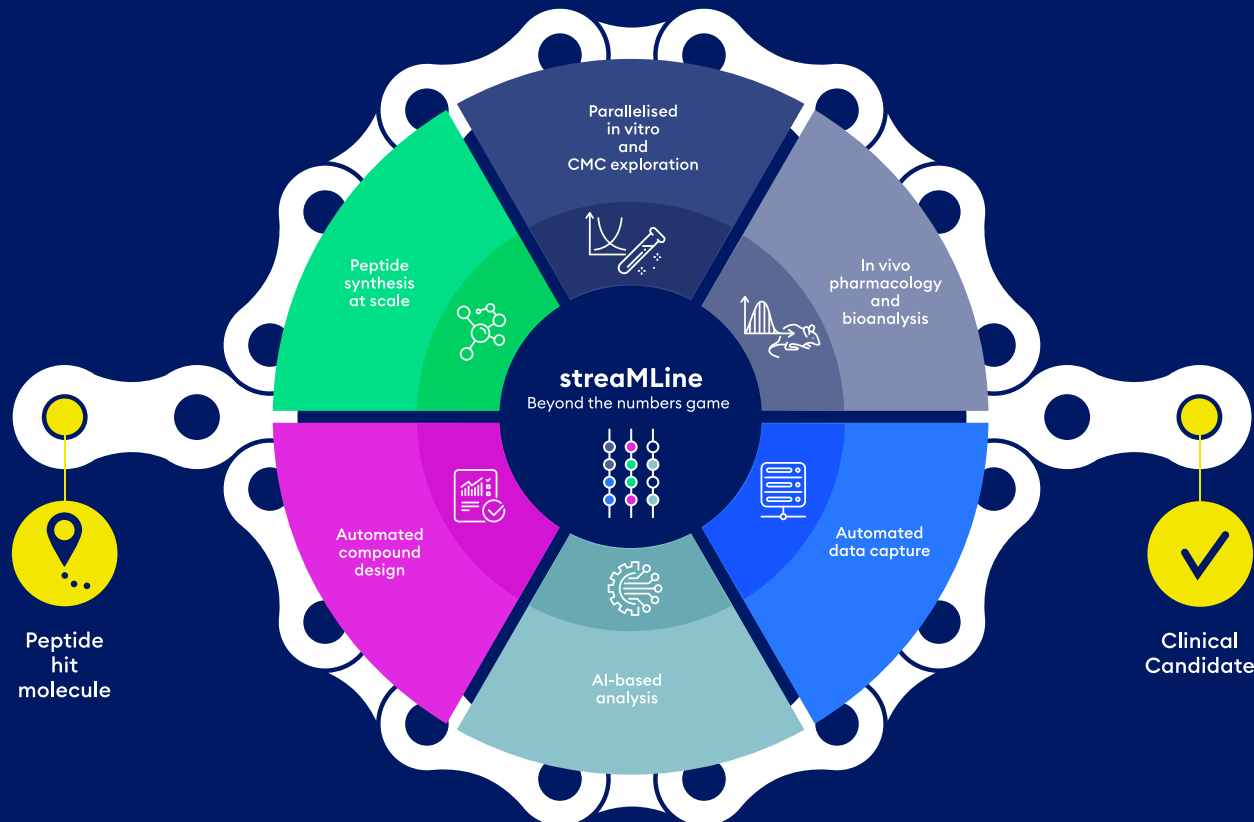 Parallelised
in vitro
and
CMC exploration
Peptide
synthesis
at scale
In vivo
pharmacology
and
bioanalysis
streaMLine
Beyond the numbers game
Automated
compound
design
Automated
data capture
AI-based
analysis
Peptide
hit
molecule
Clinical
Candidate